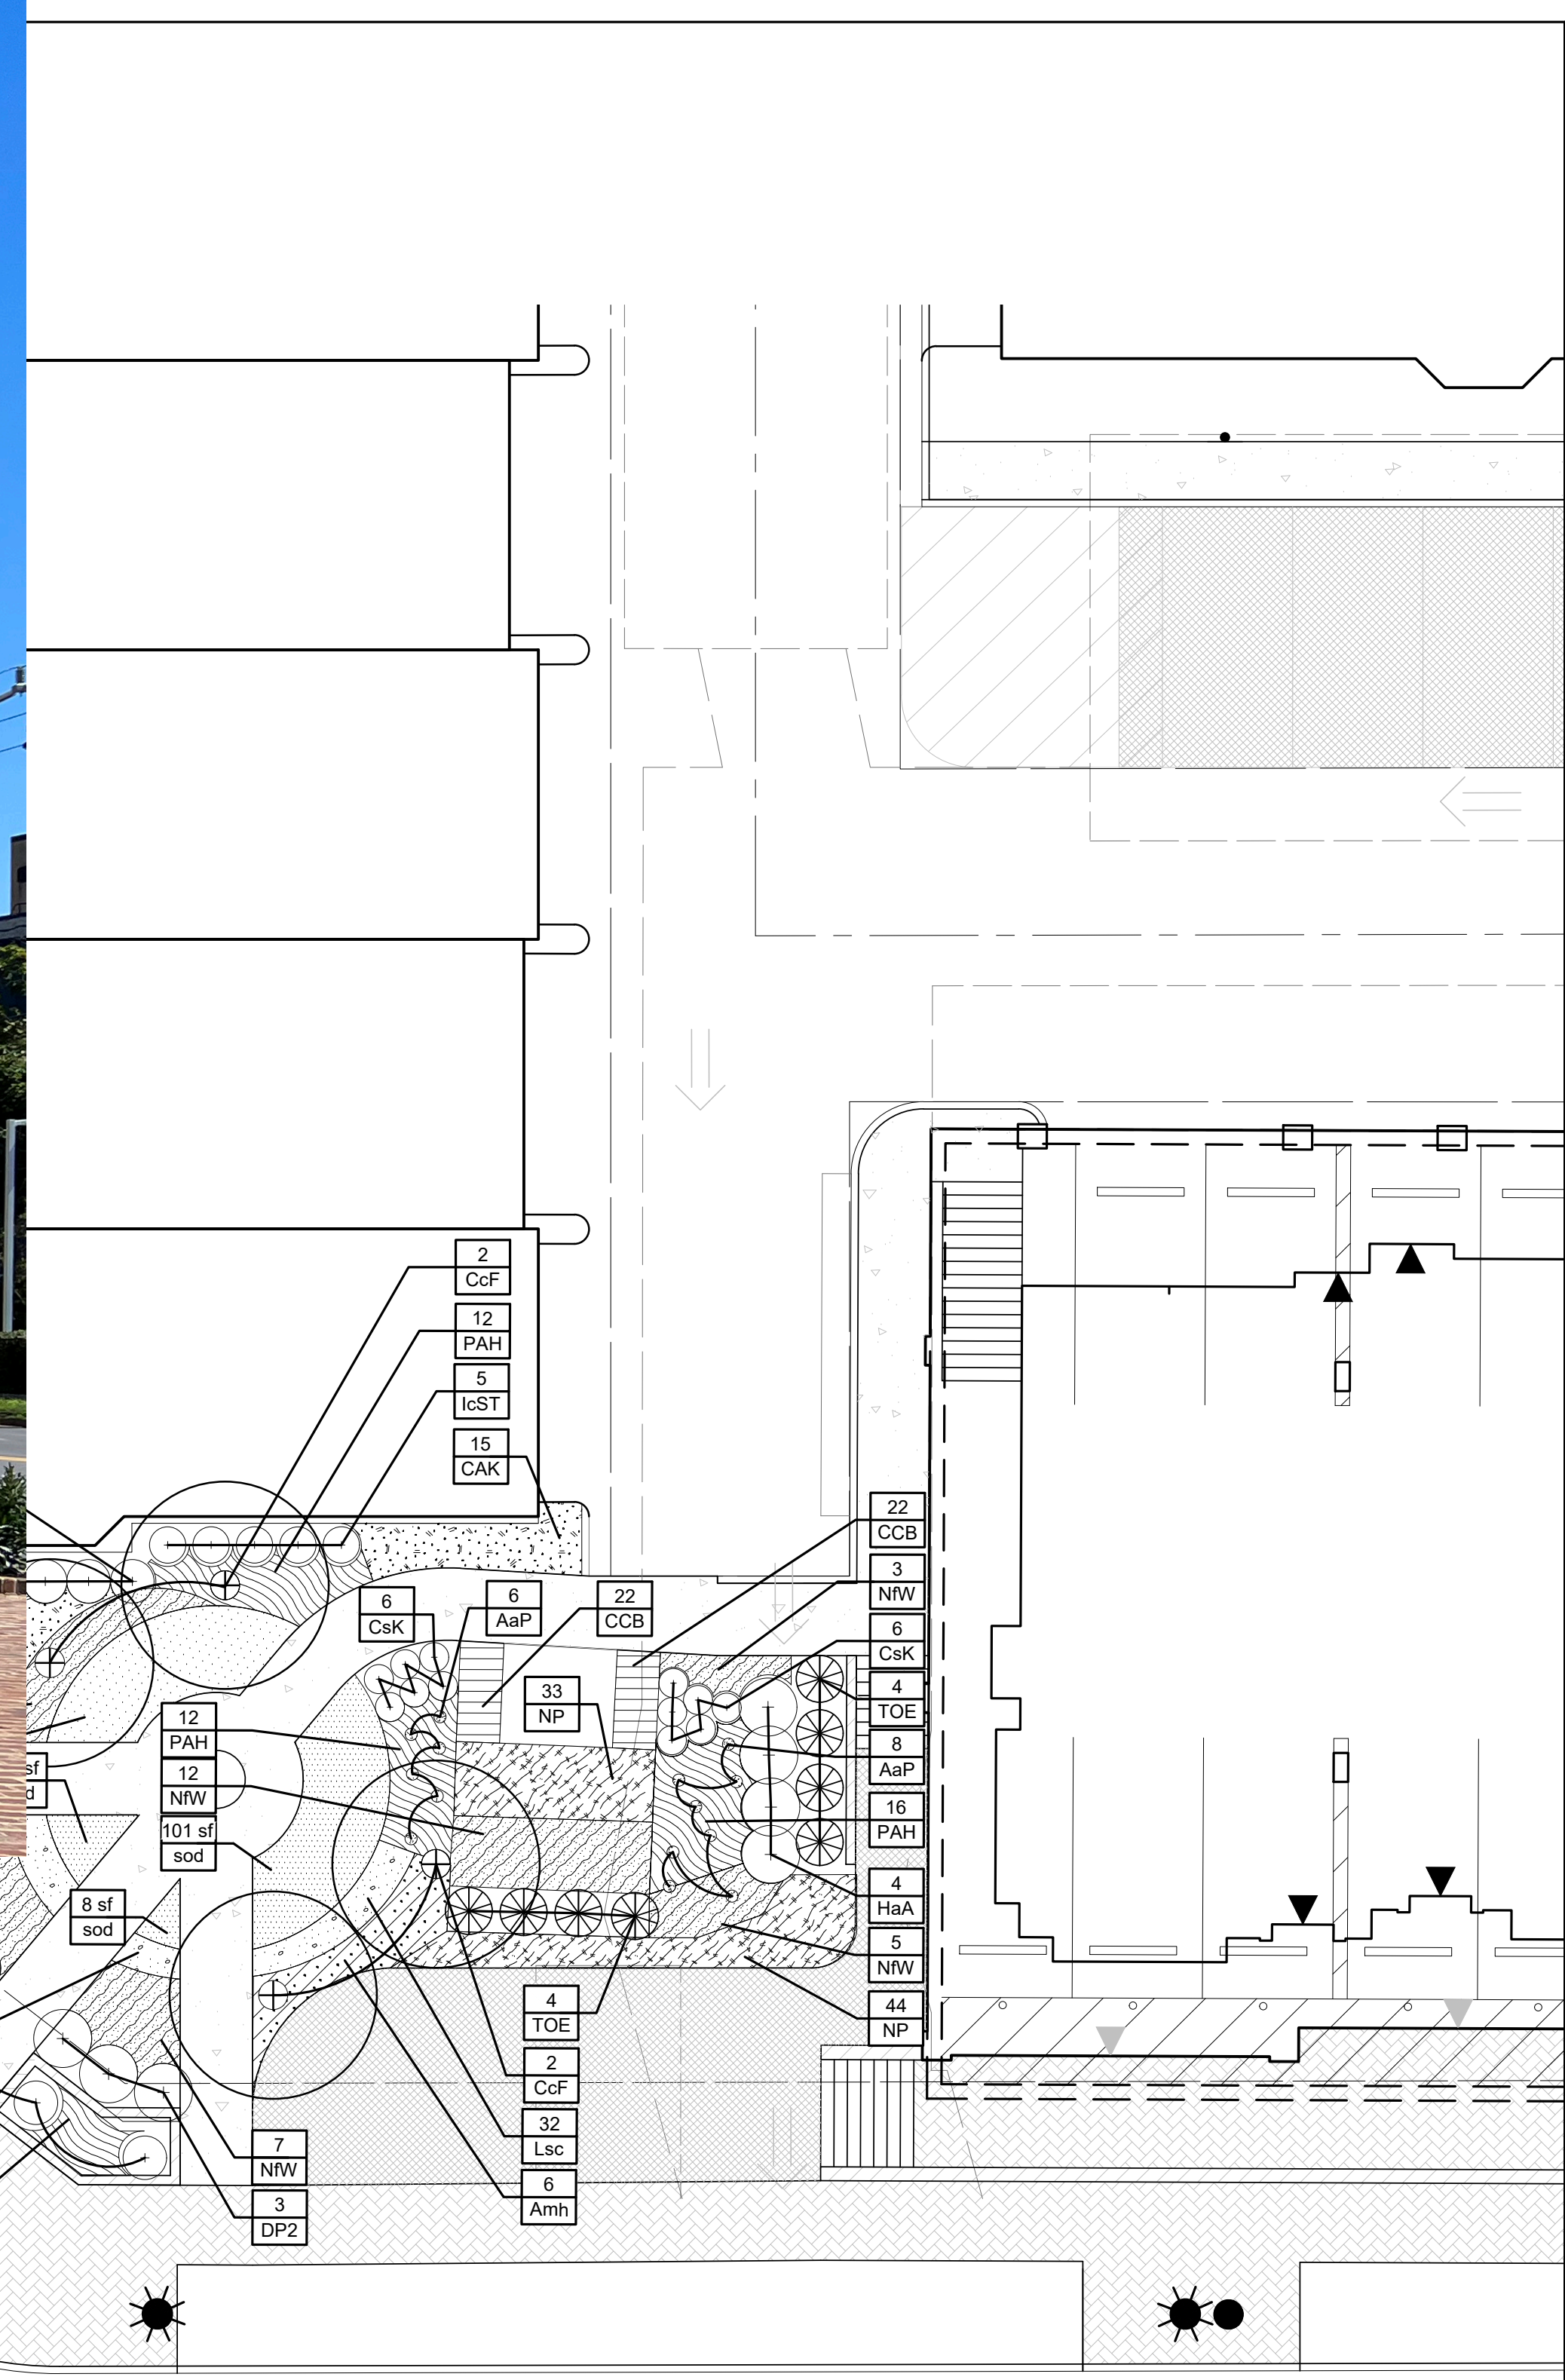 2
CcF
12
PAH
5
IcST
15
CAK
22
CCB
3
NfW
6
CsK
6
AaP
22
CCB
6
CsK
4
TOE
33
NP
12
PAH
8
AaP
12
NfW
sf
d
16
PAH
101 sf
sod
4
HaA
8 sf
sod
5
NfW
4
TOE
44
NP
2
CcF
32
Lsc
7
NfW
6
Amh
3
DP2